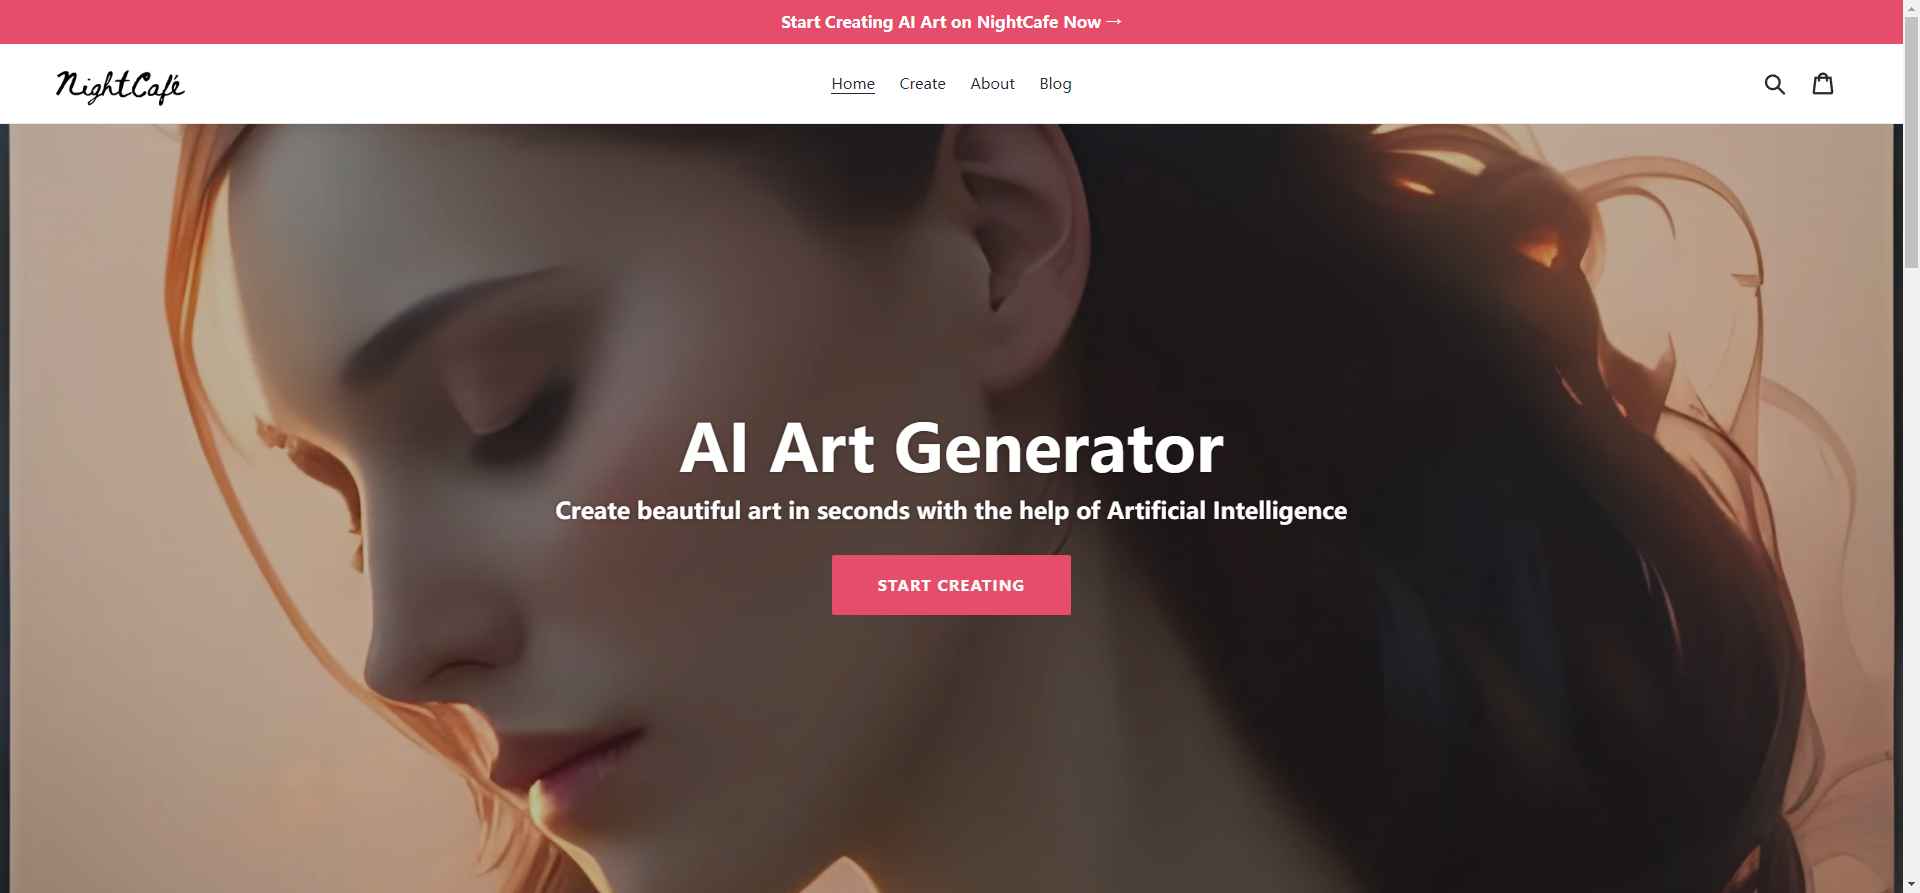 Start Creating AI Art on NightCafe Now →
NightCafé
Home Create About Blog
AI Art Generator
Create beautiful art in seconds with the help of Artificial Intelligence
START CREATING